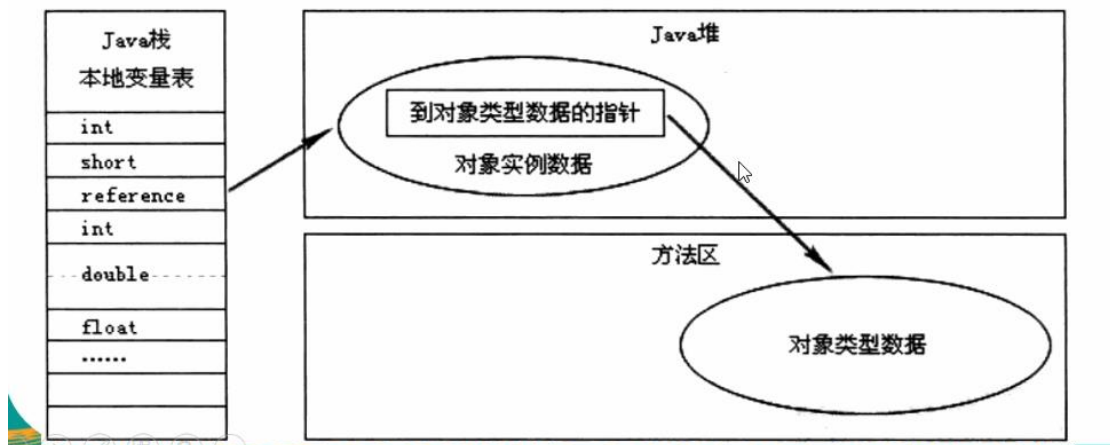 Java栈
本地变量表
int
short
reference
int
double
float
......
Java堆
到对象类型数据的指针
对象实例数据
方法区
对象类型数据